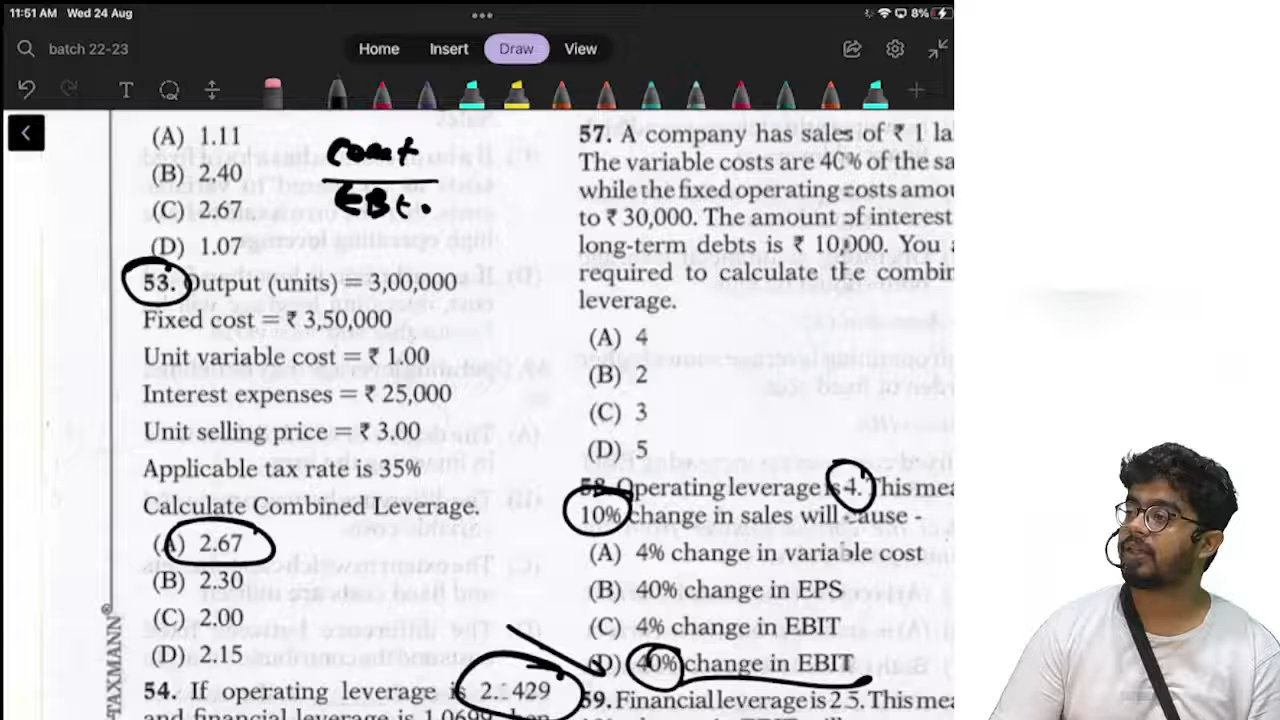 11:51 AM Wed 24 Aug
8%
batch 22-23
Home Insert Draw View
(A) 1.11
(B) 2.40
(C) 2.67
(D) 1.07
Cont
EBt.
53. Output (units) = 3,00,000
Fixed cost = ₹ 3,50,000
Unit variable cost = ₹ 1.00
Interest expenses = ₹ 25,000
Unit selling price = ₹ 3.00
Applicable tax rate is 35%
Calculate Combined Leverage.
(A) 2.67
(B) 2.30
(C) 2.00
(D) 2.15
54. If operating leverage is 2.1429
and financial leverage is 1.0699
TAXMANN®
57. A company has sales of ₹ 1 la
The variable costs are 40% of the sa
while the fixed operating costs amou
to ₹ 30,000. The amount of interest
long-term debts is ₹ 10,000. You a
required to calculate the combin
leverage.
(A) 4
(B) 2
(C) 3
(D) 5
58. Operating leverage is 4. This mea
10% change in sales will cause -
(A) 4% change in variable cost
(B) 40% change in EPS
(C) 4% change in EBIT
(D) 40% change in EBIT
59. Financial leverage is 2.5. This mea